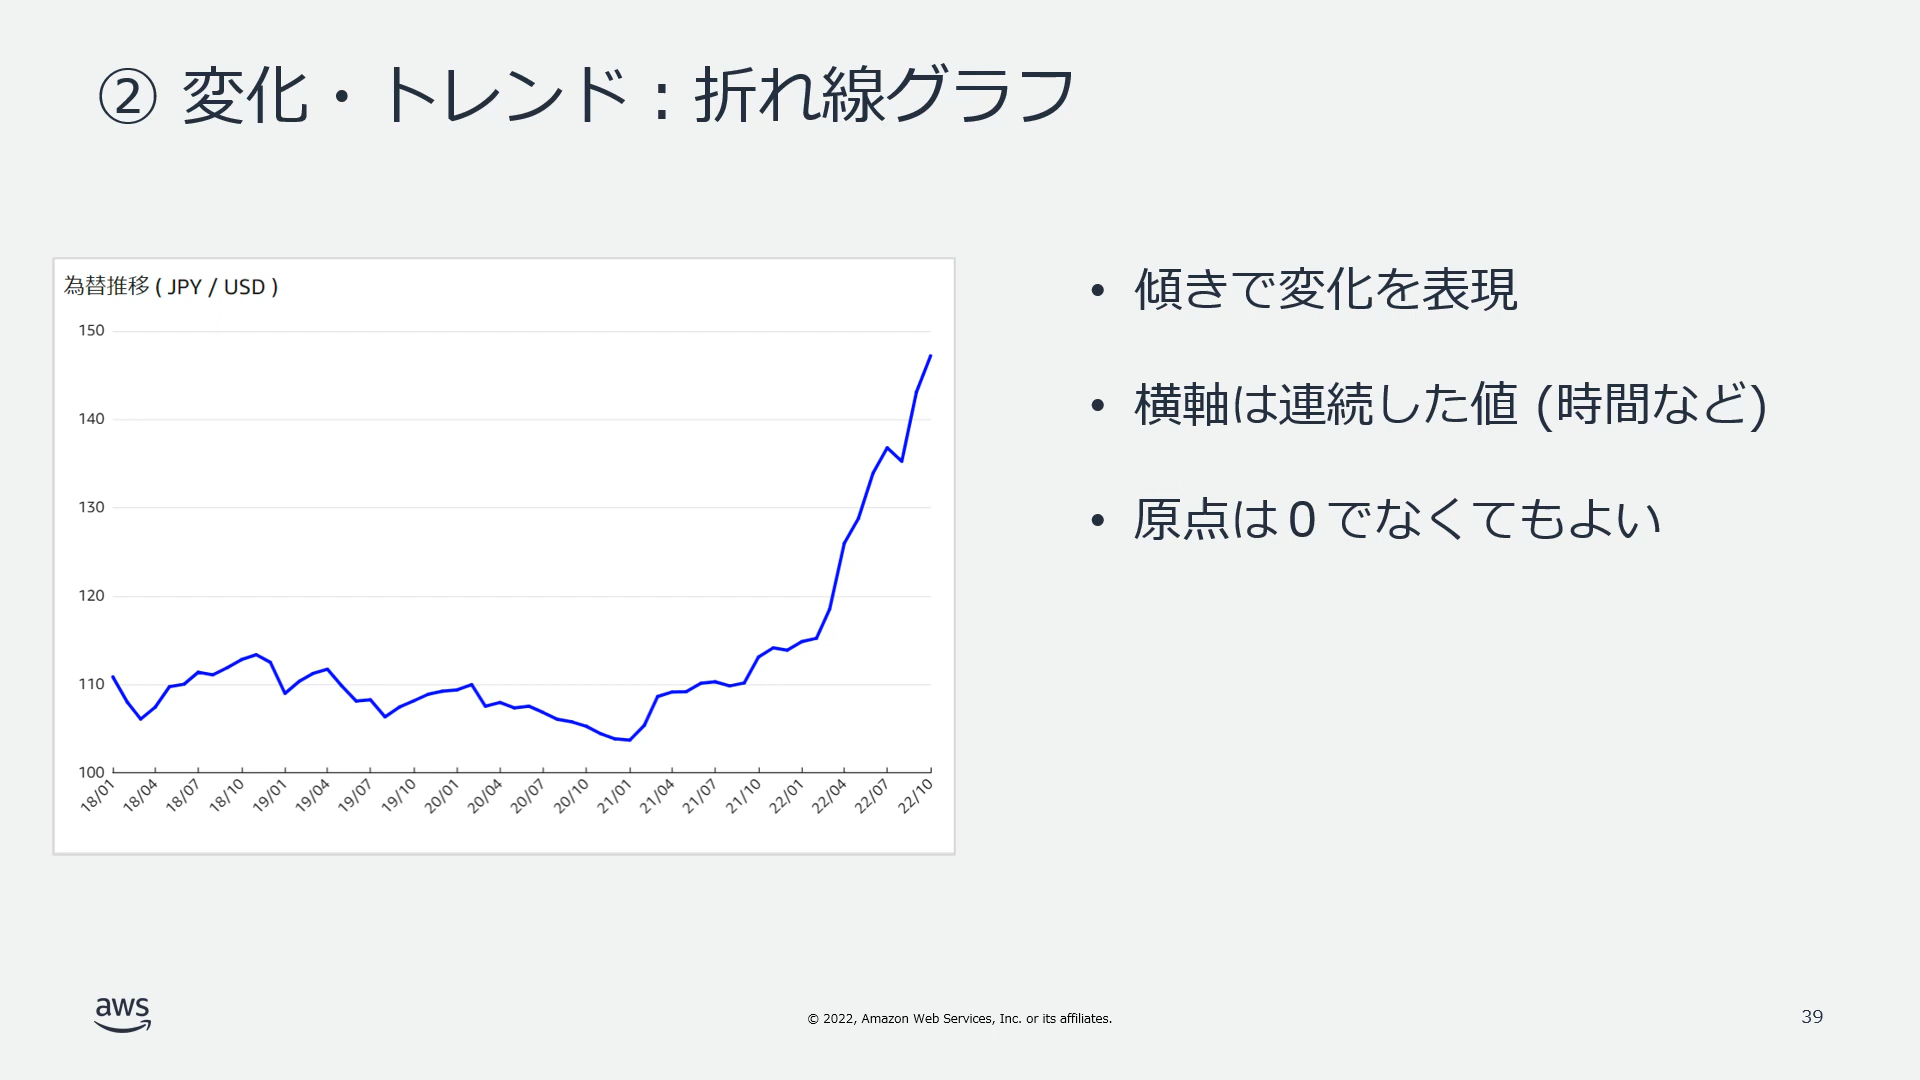 ② 変化・トレンド：折れ線グラフ
為替推移 ( JPY / USD )
150
140
130
120
110
100
18/01 18/04 18/07 18/10 19/01 19/04 19/07 19/10 20/01 20/04 20/07 20/10 21/01 21/04 21/07 21/10 22/01 22/04 22/07 22/10
• 傾きで変化を表現
• 横軸は連続した値 (時間など)
• 原点は０でなくてもよい
aws
© 2022, Amazon Web Services, Inc. or its affiliates.
39